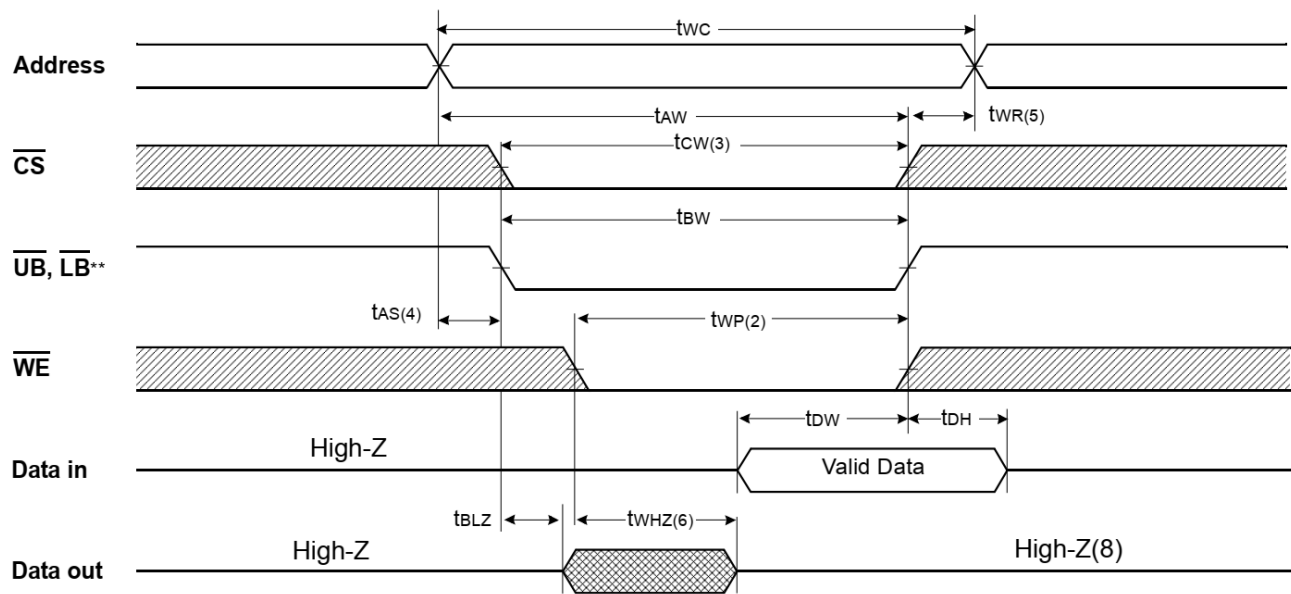 tWC
Address
tAW
tWR(5)
tCW(3)
CS
tBW
UB, LB**
tAS(4)
tWP(2)
WE
tDW
tDH
High-Z
Data in
Valid Data
tBLZ
tWHZ(6)
High-Z
High-Z(8)
Data out